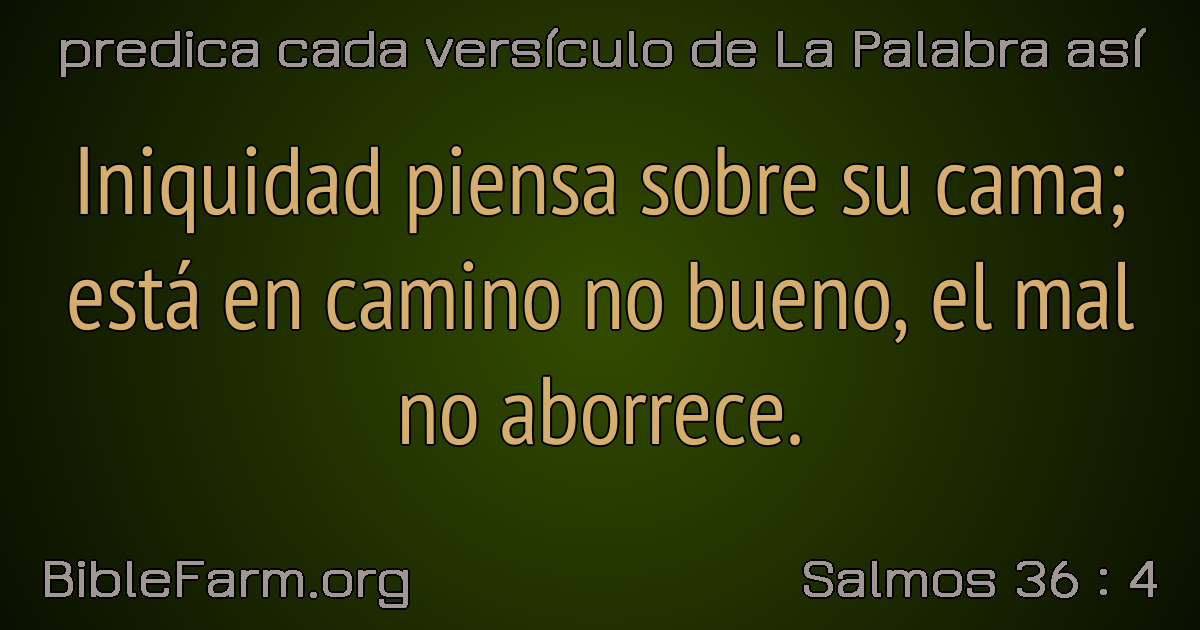 predica cada versículo de La Palabra así
Iniquidad piensa sobre su cama;
está en camino no bueno, el mal
no aborrece.
BibleFarm.org
Salmos 36 : 4